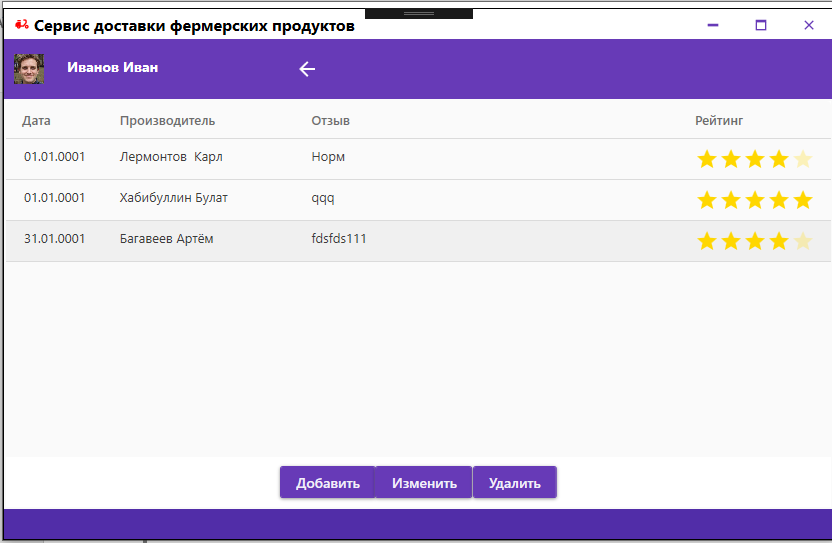 Сервис доставки фермерских продуктов
Иванов Иван
Дата Производитель Отзыв Рейтинг
01.01.0001 Лермонтов  Карл Норм
01.01.0001 Хабибуллин Булат qqq
31.01.0001 Багавеев Артём fdsfds111
Добавить Изменить Удалить